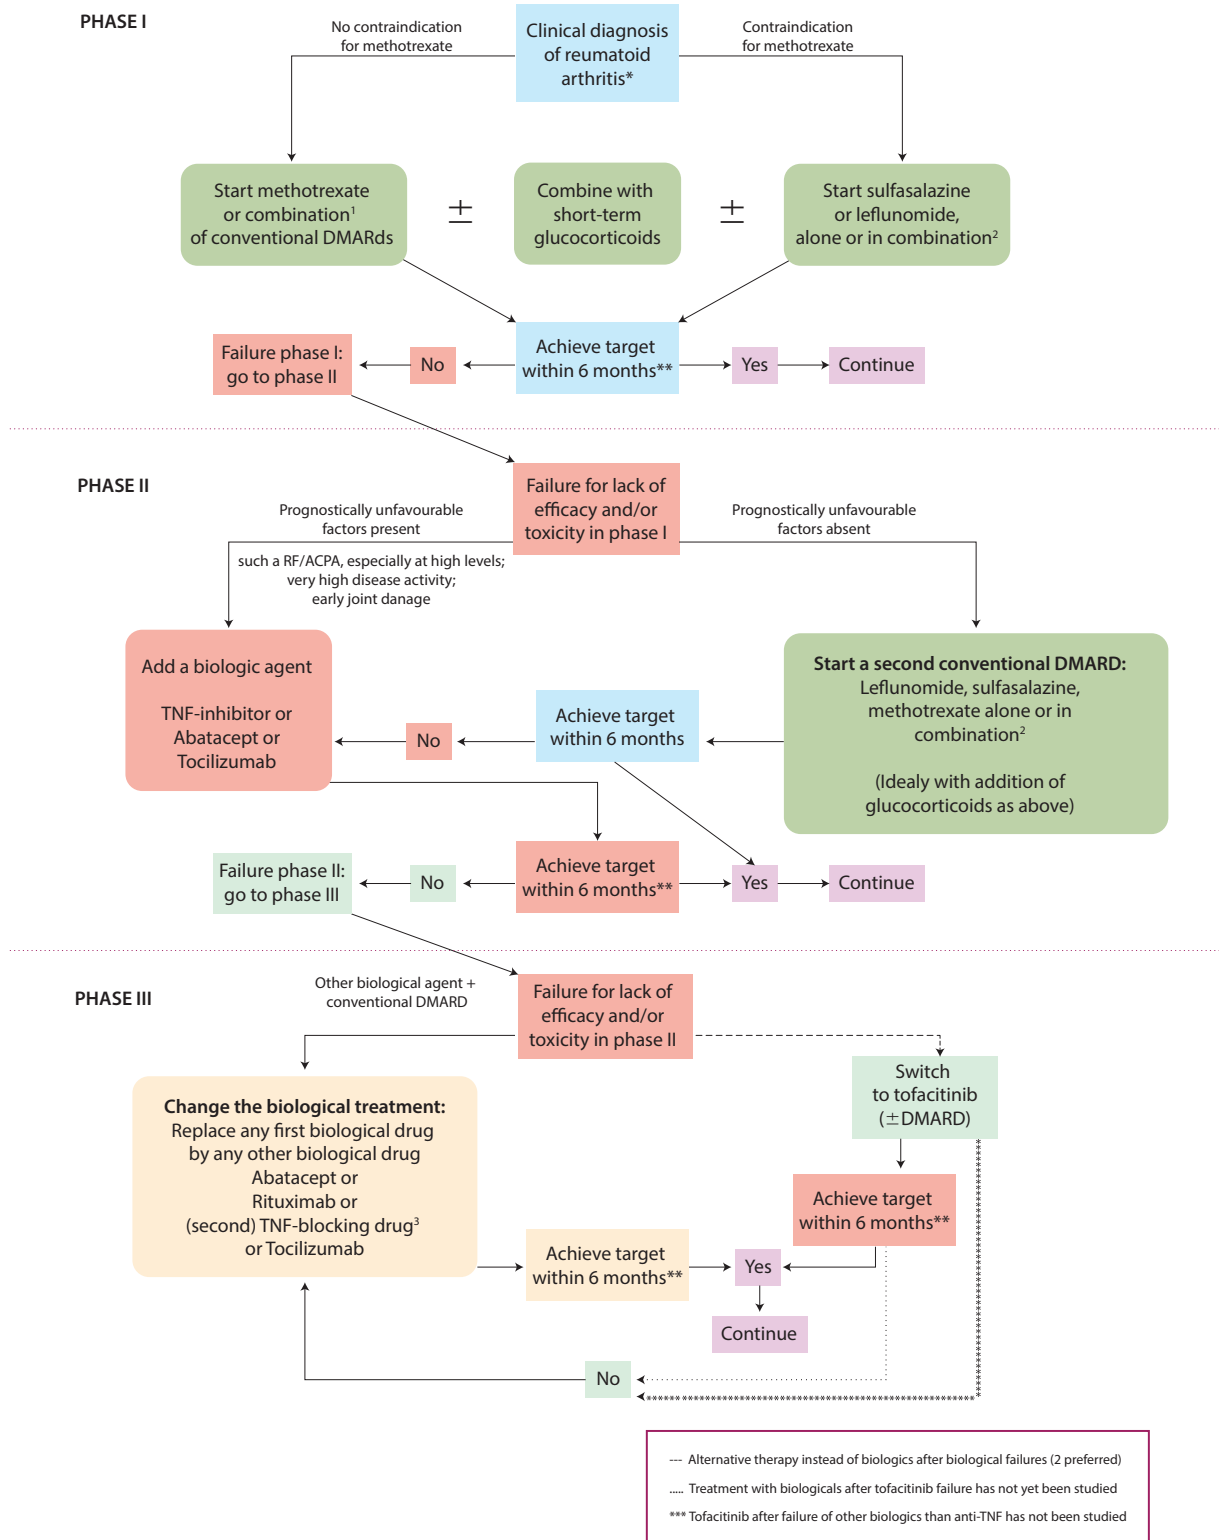 PHASE I
No contraindication
for methotrexate
Clinical diagnosis
of reumatoid
arthritis*
Contraindication
for methotrexate
Start methotrexate
or combination¹
of conventional DMARds
±
Combine with
short-term
glucocorticoids
±
Start sulfasalazine
or leflunomide,
alone or in combination²
Failure phase I:
go to phase II
No
Achieve target
within 6 months**
Yes
Continue
PHASE II
Failure for lack of
efficacy and/or
toxicity in phase I
Prognostically unfavourable
factors present
such a RF/ACPA, especially at high levels;
very high disease activity;
early joint damage
Prognostically unfavourable
factors absent
Add a biologic agent
TNF-inhibitor or
Abatacept or
Tocilizumab
No
Achieve target
within 6 months
Start a second conventional DMARD:
Leflunomide, sulfasalazine,
methotrexate alone or in
combination²
(Idealy with addition of
glucocorticoids as above)
Failure phase II:
go to phase III
No
Achieve target
within 6 months**
Yes
Continue
PHASE III
Other biological agent +
conventional DMARD
Failure for lack of
efficacy and/or
toxicity in phase II
Switch
to tofacitinib
(±DMARD)
Change the biological treatment:
Replace any first biological drug
by any other biological drug
Abatacept or
Rituximab or
(second) TNF-blocking drug³
or Tocilizumab
Achieve target
within 6 months**
Achieve target
within 6 months**
Yes
Continue
No
--- Alternative therapy instead of biologics after biological failures (2 preferred)
..... Treatment with biologicals after tofacitinib failure has not yet been studied
*** Tofacitinib after failure of other biologics than anti-TNF has not been studied